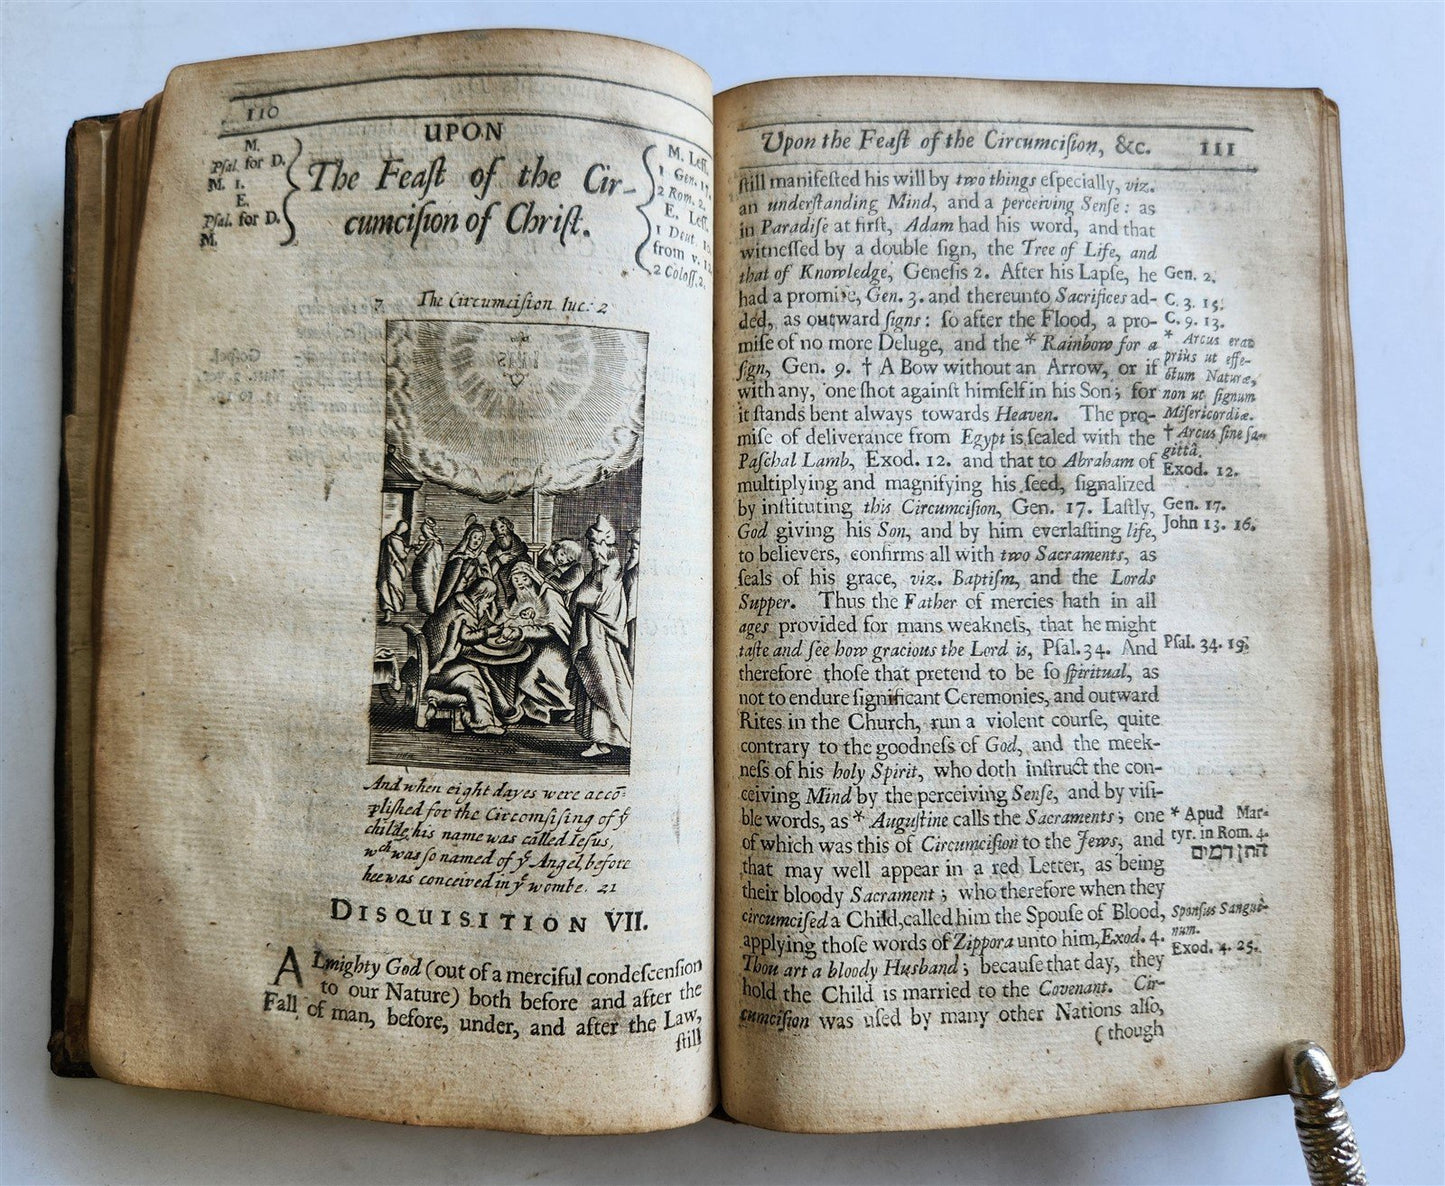 110
UPON
The Feaſt of the Cir-
cumciſion of Chriſt.
M.
Pſal. for D.
M. 1.
E.
Pſal. for D.
M.
M. Leſſ.
1 Gen. 17.
2 Rom. 2.
E. Leſſ.
1 Deut. 10.
from v. 12
2 Coloſſ. 2.
7 The Circumciſion luc: 2
And when eight dayes were accō-
pliſhed for the Circomſiſing of yͤ
childe, his name was called Ieſus,
wᶜʰ was ſo named of yͤ Angel, before
hee was conceived in yͤ wombe. 21
DISQUISITION VII.
ALmighty God (out of a merciful condeſcenſion
to our Nature) both before and after the
Fall of man, before, under, and after the Law,
ſtill
Upon the Feaſt of the Circumciſion, &c. 111
ſtill manifeſted his will by two things eſpecially, viz.
an underſtanding Mind, and a perceiving Senſe: as
in Paradiſe at firſt, Adam had his word, and that
witneſſed by a double ſign, the Tree of Life, and
that of Knowledge, Geneſis 2. After his Lapſe, he
had a promiſe, Gen. 3. and thereunto Sacrifices ad-
ded, as outward ſigns: ſo after the Flood, a pro-
miſe of no more Deluge, and the * Rainbow for a
ſign, Gen. 9. † A Bow without an Arrow, or if
with any, one ſhot againſt himſelf in his Son; for
it ſtands bent always towards Heaven. The pro-
miſe of deliverance from Egypt is ſealed with the
Paſchal Lamb, Exod. 12. and that to Abraham of
multiplying and magnifying his ſeed, ſignalized
by inſtituting this Circumciſion, Gen. 17. Laſtly,
God giving his Son, and by him everlaſting life,
to believers, confirms all with two Sacraments, as
ſeals of his grace, viz. Baptiſm, and the Lords
Supper. Thus the Father of mercies hath in all
ages provided for mans weakneſs, that he might
taſte and ſee how gracious the Lord is, Pſal. 34. And
therefore thoſe that pretend to be ſo ſpiritual, as
not to endure ſignificant Ceremonies, and outward
Rites in the Church, run a violent courſe, quite
contrary to the goodneſs of God, and the meek-
neſs of his holy Spirit, who doth inſtruct the con-
ceiving Mind by the perceiving Senſe, and by viſi-
ble words, as * Auguſtine calls the Sacraments; one
of which was this of Circumciſion to the Jews, and
that may well appear in a red Letter, as being
their bloody Sacrament; who therefore when they
circumciſed a Child, called him the Spouſe of Blood,
applying thoſe words of Zippora unto him, Exod. 4.
Thou art a bloody Husband; becauſe that day, they
hold the Child is married to the Covenant. Cir-
cumciſion was uſed by many other Nations alſo,
(though
Gen. 2.
C. 3. 15.
C. 9. 13.
* Arcus erat
prius ut effe-
ctum Naturæ,
non ut ſignum
Miſericordiæ.
† Arcus ſine ſa-
gittâ.
Exod. 12.
Gen. 17.
John 13. 16.
Pſal. 34. 19.
* Apud Mar-
tyr. in Rom. 4.
התן דמים
Sponſus Sangui-
num.
Exod. 4. 25.